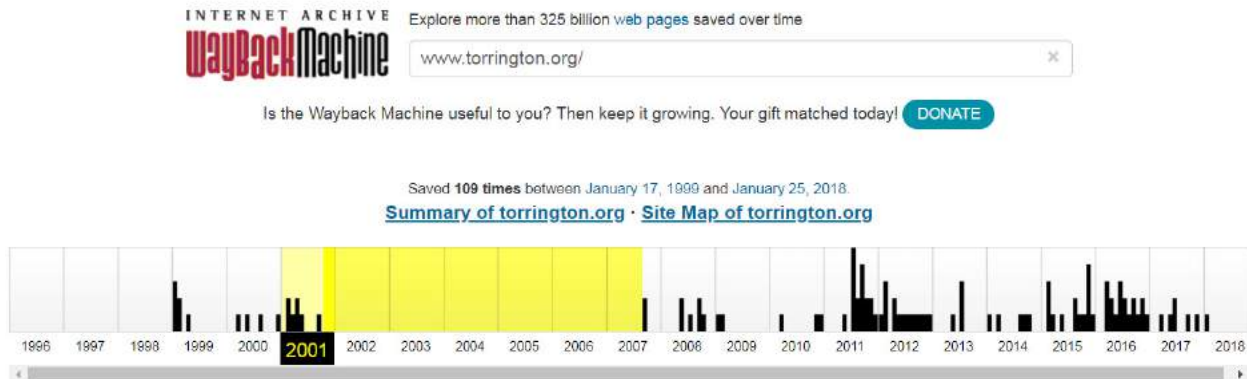 INTERNET ARCHIVE
WayBackMachine
Explore more than 325 billion web pages saved over time
www.torrington.org/
Is the Wayback Machine useful to you? Then keep it growing. Your gift matched today! DONATE
Saved 109 times between January 17, 1999 and January 25, 2018.
Summary of torrington.org · Site Map of torrington.org
1996 1997 1998 1999 2000 2001 2002 2003 2004 2005 2006 2007 2008 2009 2010 2011 2012 2013 2014 2015 2016 2017 2018